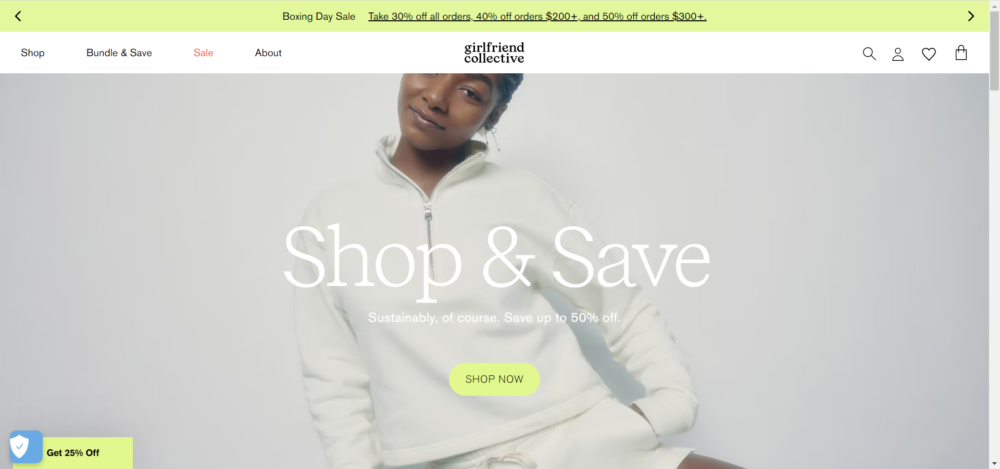 Boxing Day Sale Take 30% off all orders, 40% off orders $200+, and 50% off orders $300+.
Shop Bundle & Save Sale About
girlfriend
collective
Shop & Save
Sustainably, of course. Save up to 50% off.
SHOP NOW
Get 25% Off